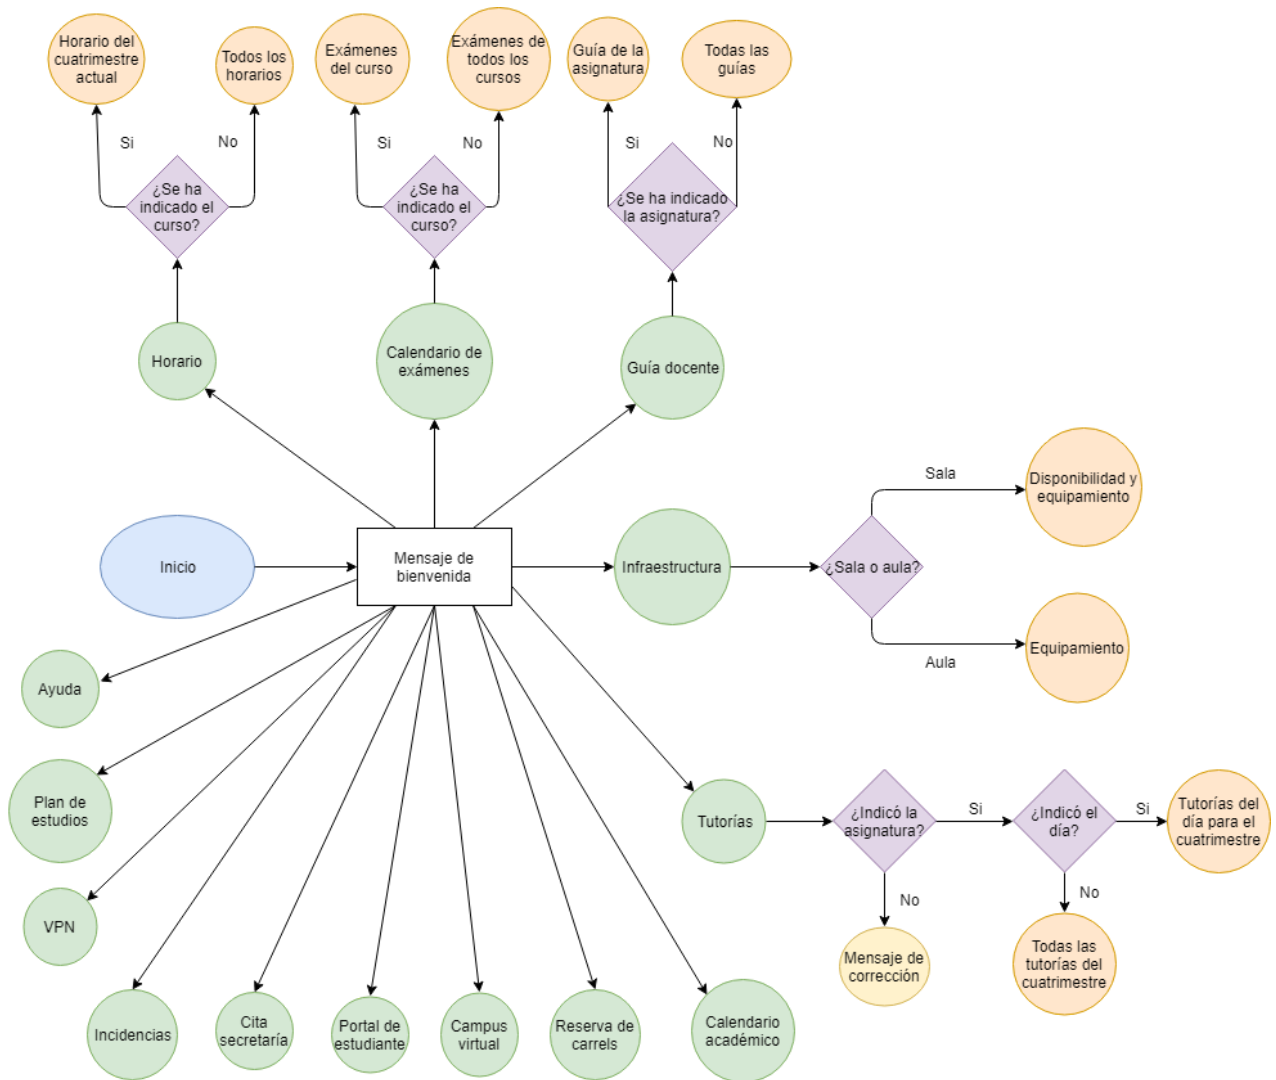 Horario del
cuatrimestre
actual
Todos los
horarios
Exámenes
del curso
Exámenes de
todos los
cursos
Guía de la
asignatura
Todas las
guías
Si
No
Si
No
Si
No
¿Se ha
indicado el
curso?
¿Se ha
indicado el
curso?
¿Se ha indicado
la asignatura?
Horario
Calendario de
exámenes
Guía docente
Sala
Disponibilidad y
equipamiento
Inicio
Mensaje de
bienvenida
Infraestructura
¿Sala o aula?
Equipamiento
Aula
Ayuda
Plan de
estudios
Tutorías
¿Indicó la
asignatura?
Si
¿Indicó el
día?
Si
Tutorías del
día para el
cuatrimestre
No
No
VPN
Mensaje de
corrección
Todas las
tutorías del
cuatrimestre
Incidencias
Cita
secretaría
Portal de
estudiante
Campus
virtual
Reserva de
carrels
Calendario
académico